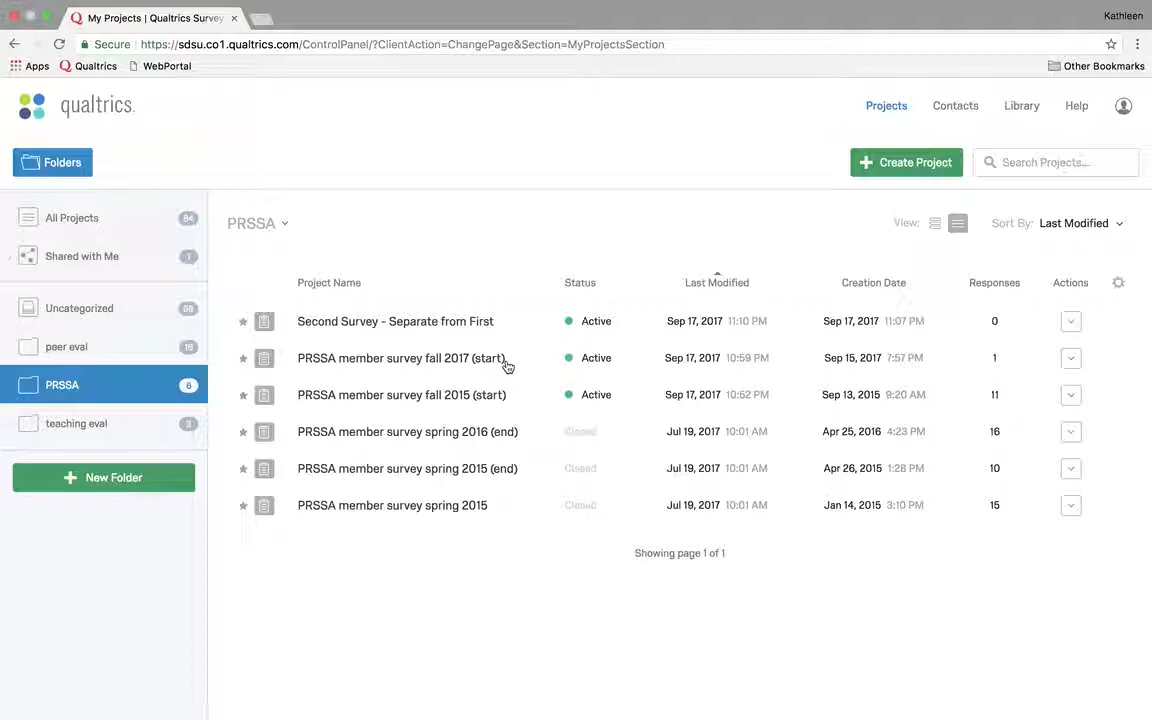 My Projects | Qualtrics Survey
Kathleen
Secure https://sdsu.co1.qualtrics.com/ControlPanel/?ClientAction=ChangePage&Section=MyProjectsSection
Apps Qualtrics WebPortal Other Bookmarks
qualtrics. Projects Contacts Library Help
Folders Create Project Search Projects...
All Projects 84
PRSSA View: Sort By: Last Modified
Shared with Me 1
Project Name Status Last Modified Creation Date Responses Actions
Uncategorized
peer eval
PRSSA 6
teaching eval 3
New Folder
Second Survey - Separate from First Active Sep 17, 2017 11:10 PM Sep 17, 2017 11:07 PM 0
PRSSA member survey fall 2017 (start) Active Sep 17, 2017 10:59 PM Sep 15, 2017 7:57 PM 1
PRSSA member survey fall 2015 (start) Active Sep 17, 2017 10:52 PM Sep 13, 2015 9:20 AM 11
PRSSA member survey spring 2016 (end) Closed Jul 19, 2017 10:01 AM Apr 25, 2016 4:23 PM 16
PRSSA member survey spring 2015 (end) Closed Jul 19, 2017 10:01 AM Apr 26, 2015 1:28 PM 10
PRSSA member survey spring 2015 Closed Jul 19, 2017 10:01 AM Jan 14, 2015 3:10 PM 15
Showing page 1 of 1